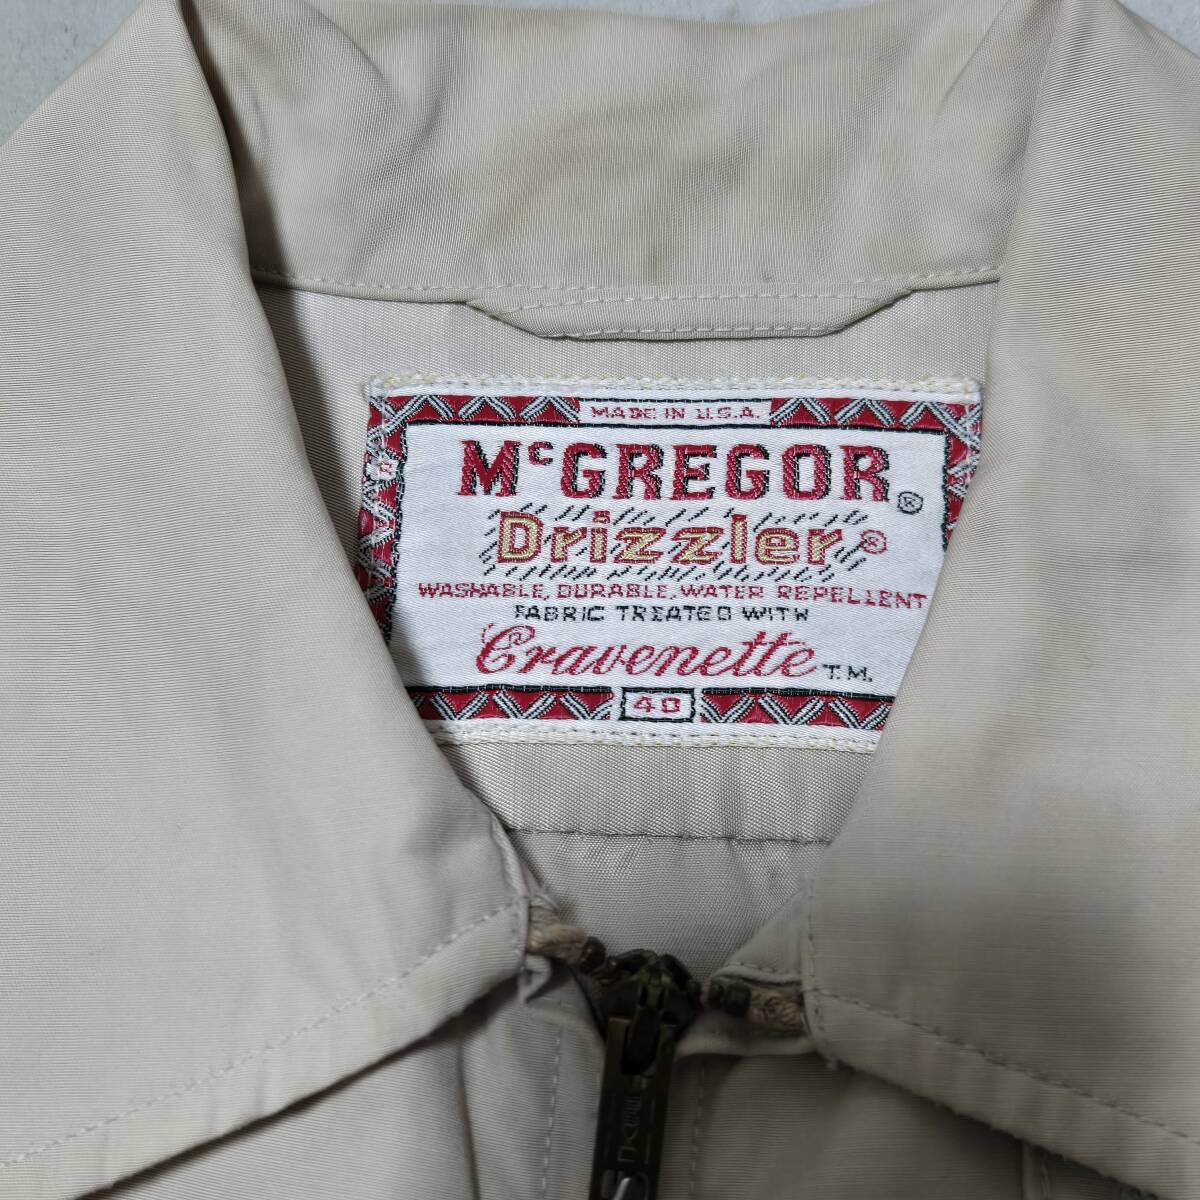 MADE IN U.S.A.
McGREGOR®
Drizzler®
WASHABLE, DURABLE, WATER REPELLENT
FABRIC TREATED WITH
Cravenette T.M.
40